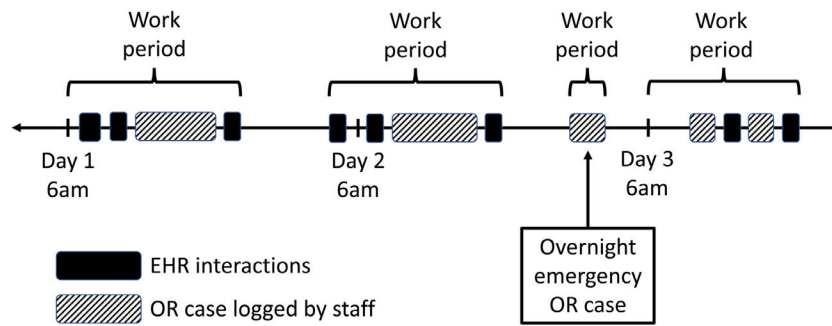 Work
period
Work
period
Work
period
Work
period
Day 1
6am
Day 2
6am
Day 3
6am
Overnight
emergency
OR case
EHR interactions
OR case logged by staff